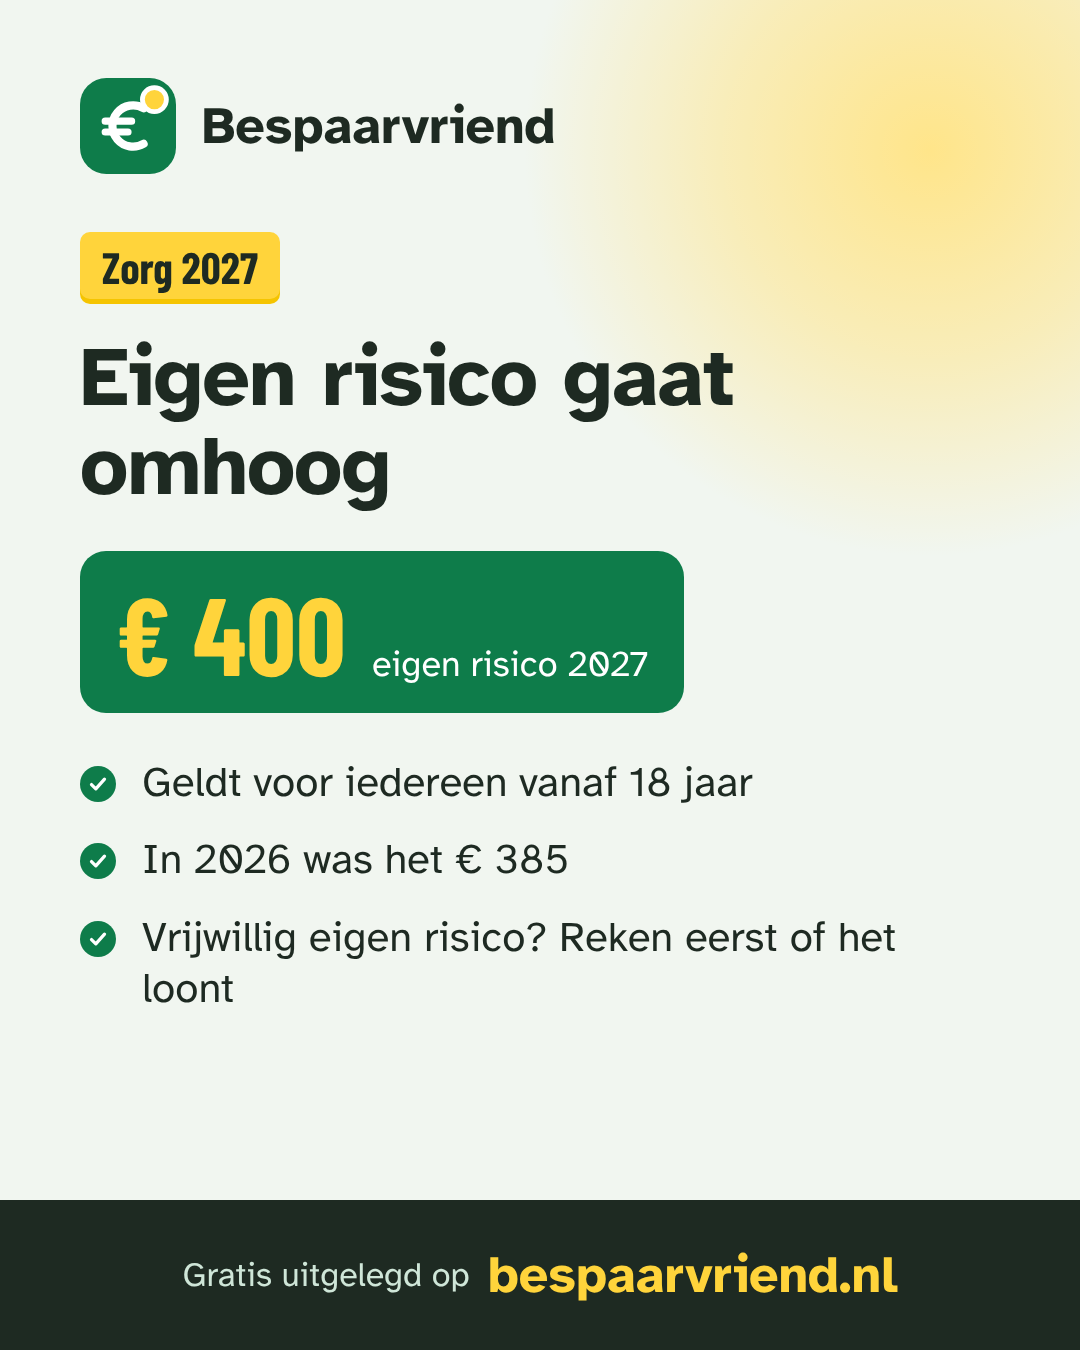 Bespaarvriend
Zorg 2027
Eigen risico gaat
omhoog
€ 400 eigen risico 2027
Geldt voor iedereen vanaf 18 jaar
In 2026 was het € 385
Vrijwillig eigen risico? Reken eerst of het
loont
Gratis uitgelegd op bespaarvriend.nl